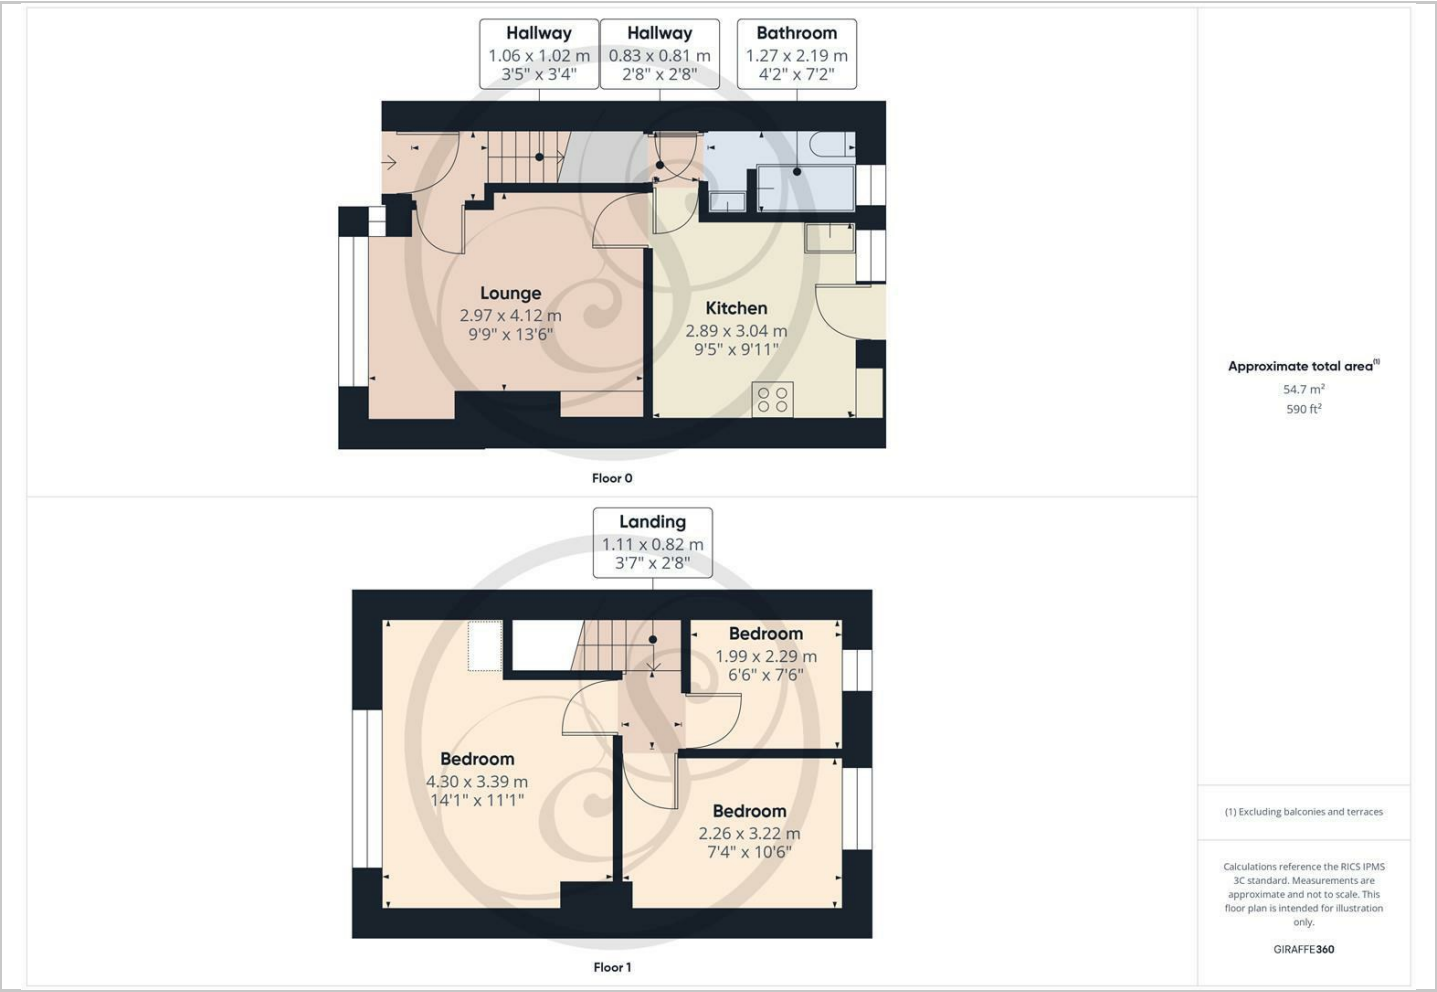 Hallway
1.06 x 1.02 m
3'5" x 3'4"
Hallway
0.83 x 0.81 m
2'8" x 2'8"
Bathroom
1.27 x 2.19 m
4'2" x 7'2"
Lounge
2.97 x 4.12 m
9'9" x 13'6"
Kitchen
2.89 x 3.04 m
9'5" x 9'11"
Floor 0
Landing
1.11 x 0.82 m
3'7" x 2'8"
Bedroom
1.99 x 2.29 m
6'6" x 7'6"
Bedroom
4.30 x 3.39 m
14'1" x 11'1"
Bedroom
2.26 x 3.22 m
7'4" x 10'6"
Floor 1
Approximate total area(1)
54.7 m²
590 ft²
(1) Excluding balconies and terraces
Calculations reference the RICS IPMS
3C standard. Measurements are
approximate and not to scale. This
floor plan is intended for illustration
only.
GIRAFFE360